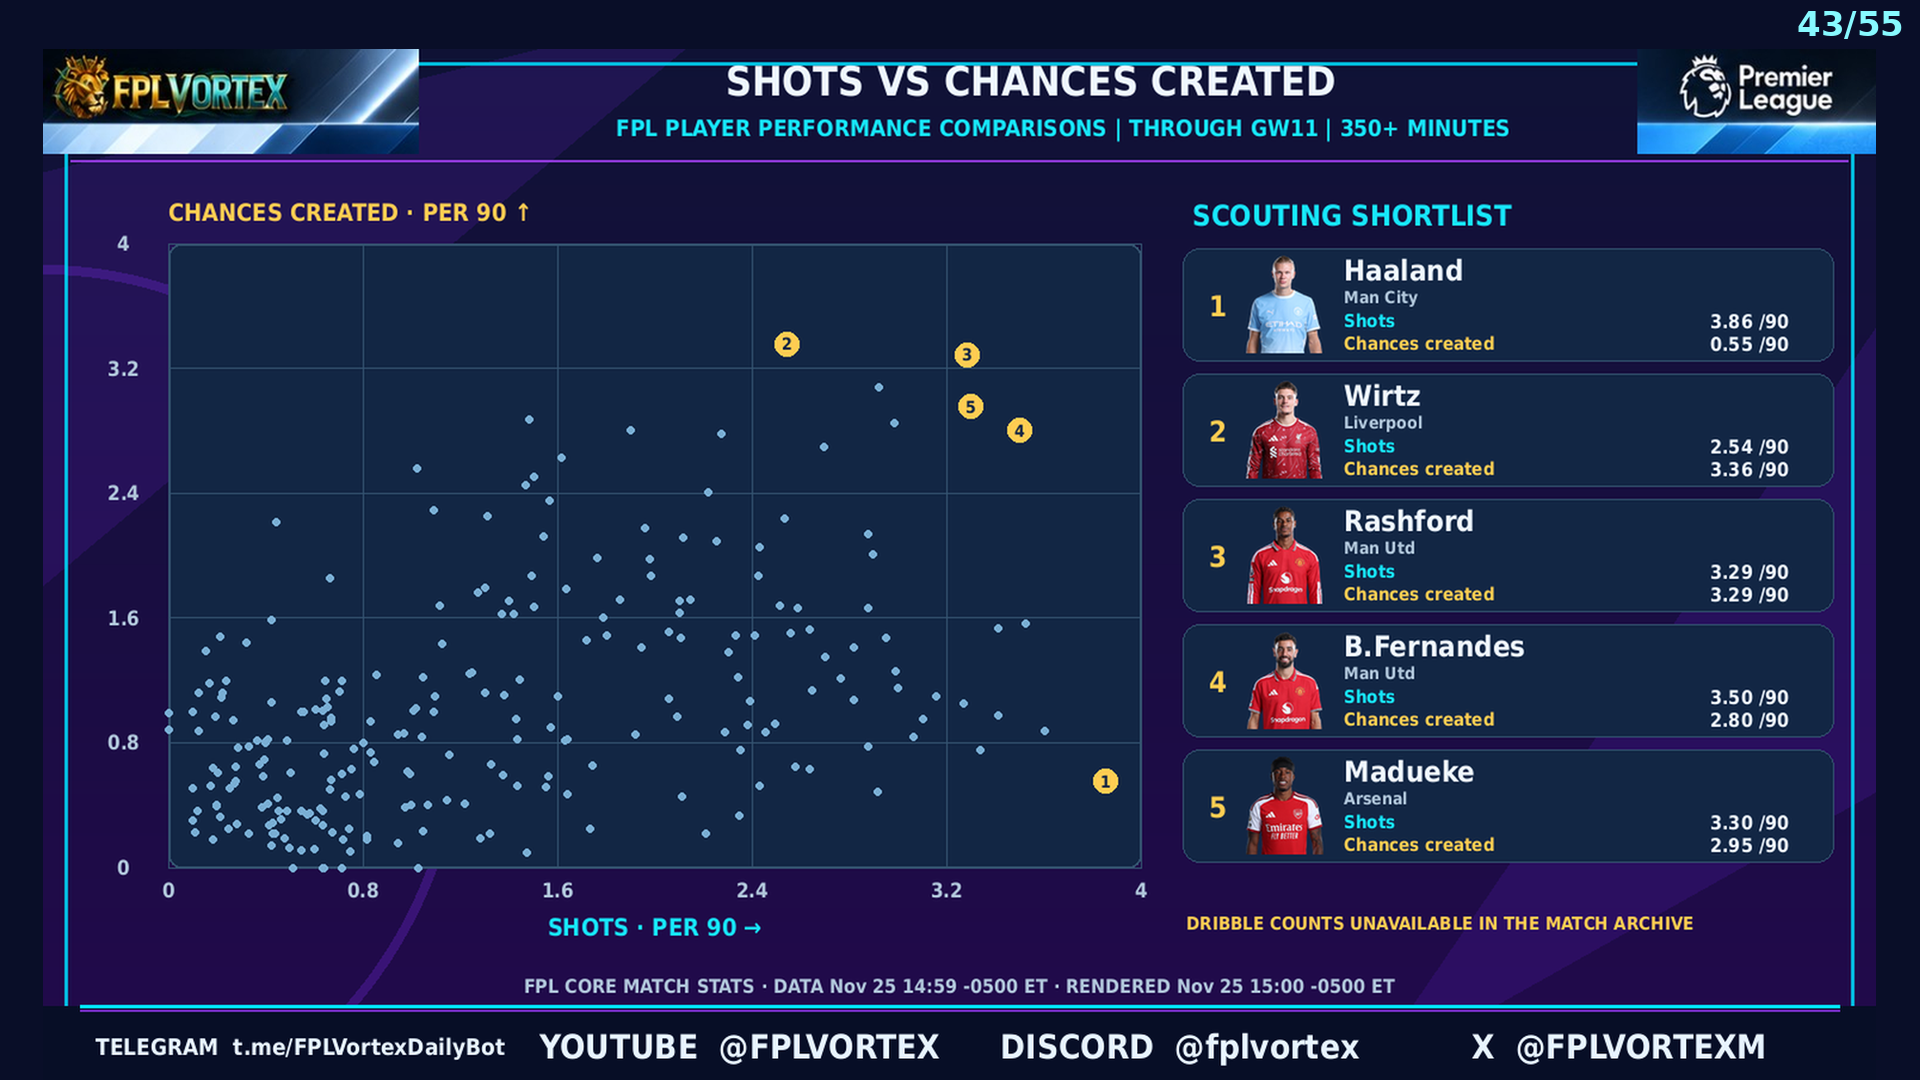 43/55
FPLVORTEX
SHOTS VS CHANCES CREATED
FPL PLAYER PERFORMANCE COMPARISONS | THROUGH GW11 | 350+ MINUTES
Premier
League
CHANCES CREATED · PER 90 ↑
4
3.2
2.4
1.6
0.8
0
0
0.8
1.6
2.4
3.2
4
2
3
5
4
1
SHOTS · PER 90 →
SCOUTING SHORTLIST
1
Haaland
Man City
Shots 3.86 /90
Chances created 0.55 /90
2
Wirtz
Liverpool
Shots 2.54 /90
Chances created 3.36 /90
3
Rashford
Man Utd
Shots 3.29 /90
Chances created 3.29 /90
4
B.Fernandes
Man Utd
Shots 3.50 /90
Chances created 2.80 /90
5
Madueke
Arsenal
Shots 3.30 /90
Chances created 2.95 /90
DRIBBLE COUNTS UNAVAILABLE IN THE MATCH ARCHIVE
FPL CORE MATCH STATS · DATA Nov 25 14:59 -0500 ET · RENDERED Nov 25 15:00 -0500 ET
TELEGRAM t.me/FPLVortexDailyBot YOUTUBE @FPLVORTEX DISCORD @fplvortex X @FPLVORTEXM